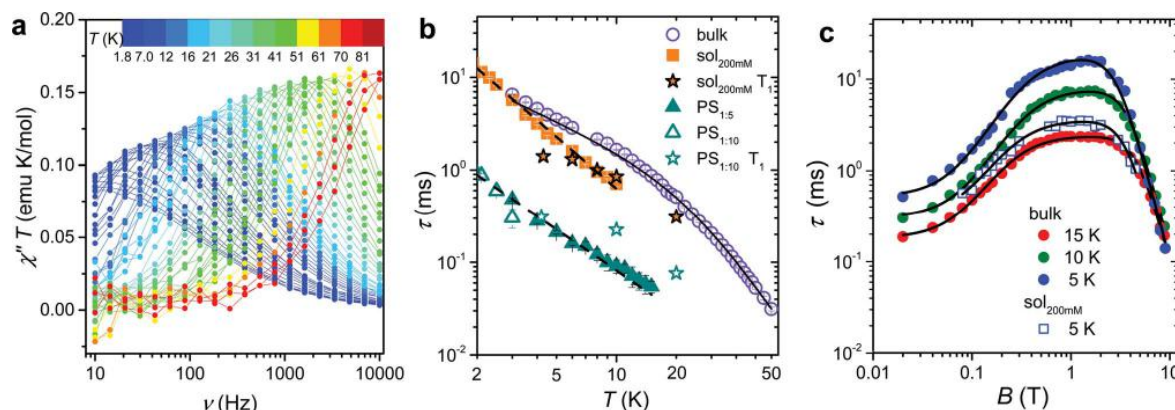 a
0.20
0.15
0.10
0.05
0.00
χ'' T (emu K/mol)
T (K)
1.8 7.0 12 16 21 26 31 41 51 61 70 81
10 100 1000 10000
ν (Hz)
b
10¹
10⁰
10⁻¹
10⁻²
τ (ms)
2 5 10 20 50
T (K)
bulk
sol200mM
sol200mM T1
PS1:5
PS1:10
PS1:10 T1
c
10¹
10⁰
10⁻¹
10⁻²
τ (ms)
bulk
15 K
10 K
5 K
sol200mM
5 K
0.01 0.1 1 10
B (T)